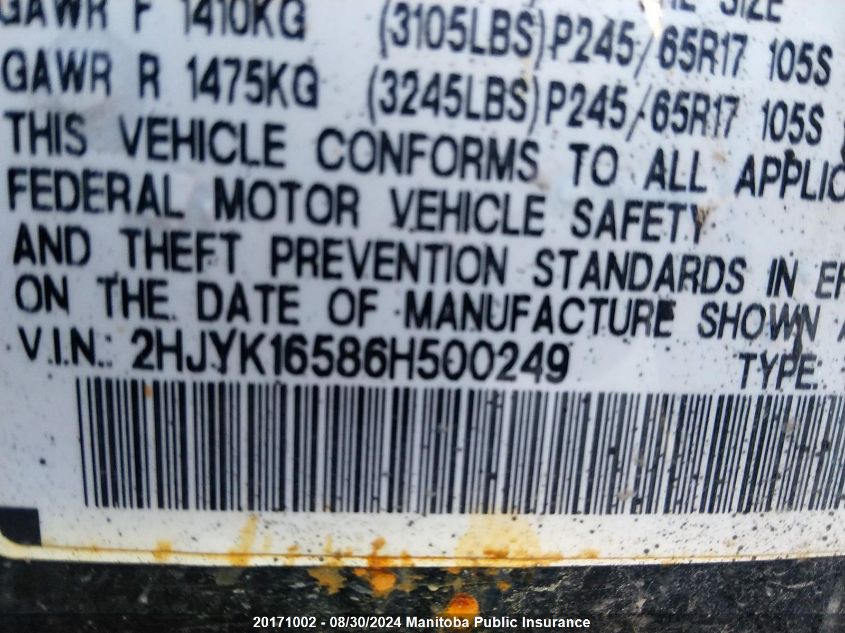 GAWR F 1410KG (3105LBS) P245/65R17 105S
GAWR R 1475KG (3245LBS) P245/65R17 105S
THIS VEHICLE CONFORMS TO ALL APPLIC
FEDERAL MOTOR VEHICLE SAFETY
AND THEFT PREVENTION STANDARDS IN EF
ON THE DATE OF MANUFACTURE SHOWN A
V.I.N.: 2HJYK16586H500249 TYPE:
20171002 - 08/30/2024 Manitoba Public Insurance